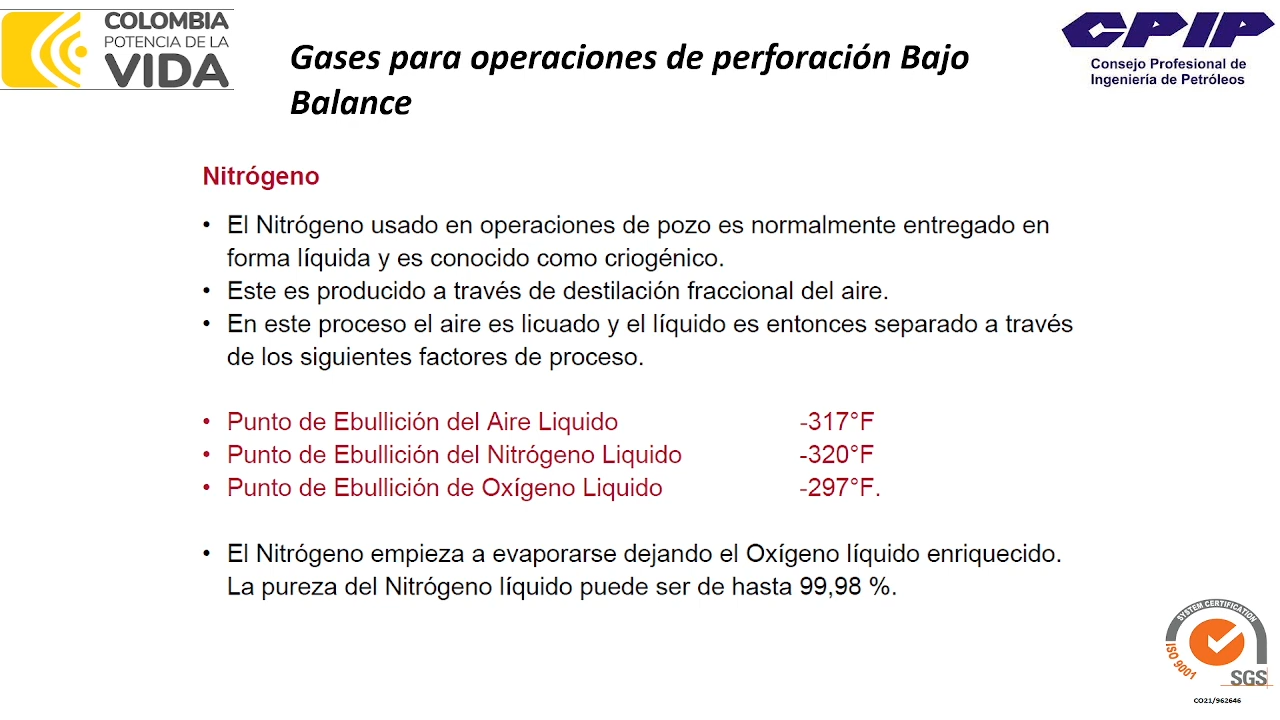 COLOMBIA
POTENCIA DE LA
VIDA
Gases para operaciones de perforación Bajo
Balance
CPIP
Consejo Profesional de
Ingeniería de Petróleos
Nitrógeno
• El Nitrógeno usado en operaciones de pozo es normalmente entregado en
forma líquida y es conocido como criogénico.
• Este es producido a través de destilación fraccional del aire.
• En este proceso el aire es licuado y el líquido es entonces separado a través
de los siguientes factores de proceso.
• Punto de Ebullición del Aire Liquido -317°F
• Punto de Ebullición del Nitrógeno Liquido -320°F
• Punto de Ebullición de Oxígeno Liquido -297°F.
• El Nitrógeno empieza a evaporarse dejando el Oxígeno líquido enriquecido.
La pureza del Nitrógeno líquido puede ser de hasta 99,98 %.
SYSTEM CERTIFICATION
ISO 9001
SGS
CO21/962646